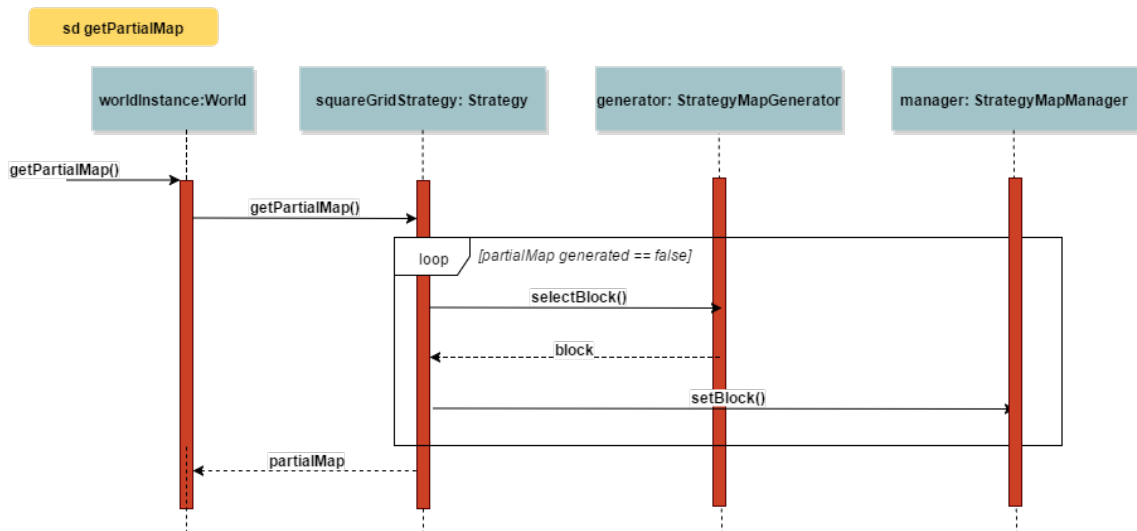 sd getPartialMap
worldInstance:World
squareGridStrategy: Strategy
generator: StrategyMapGenerator
manager: StrategyMapManager
getPartialMap()
getPartialMap()
loop
[partialMap generated == false]
selectBlock()
block
setBlock()
partialMap